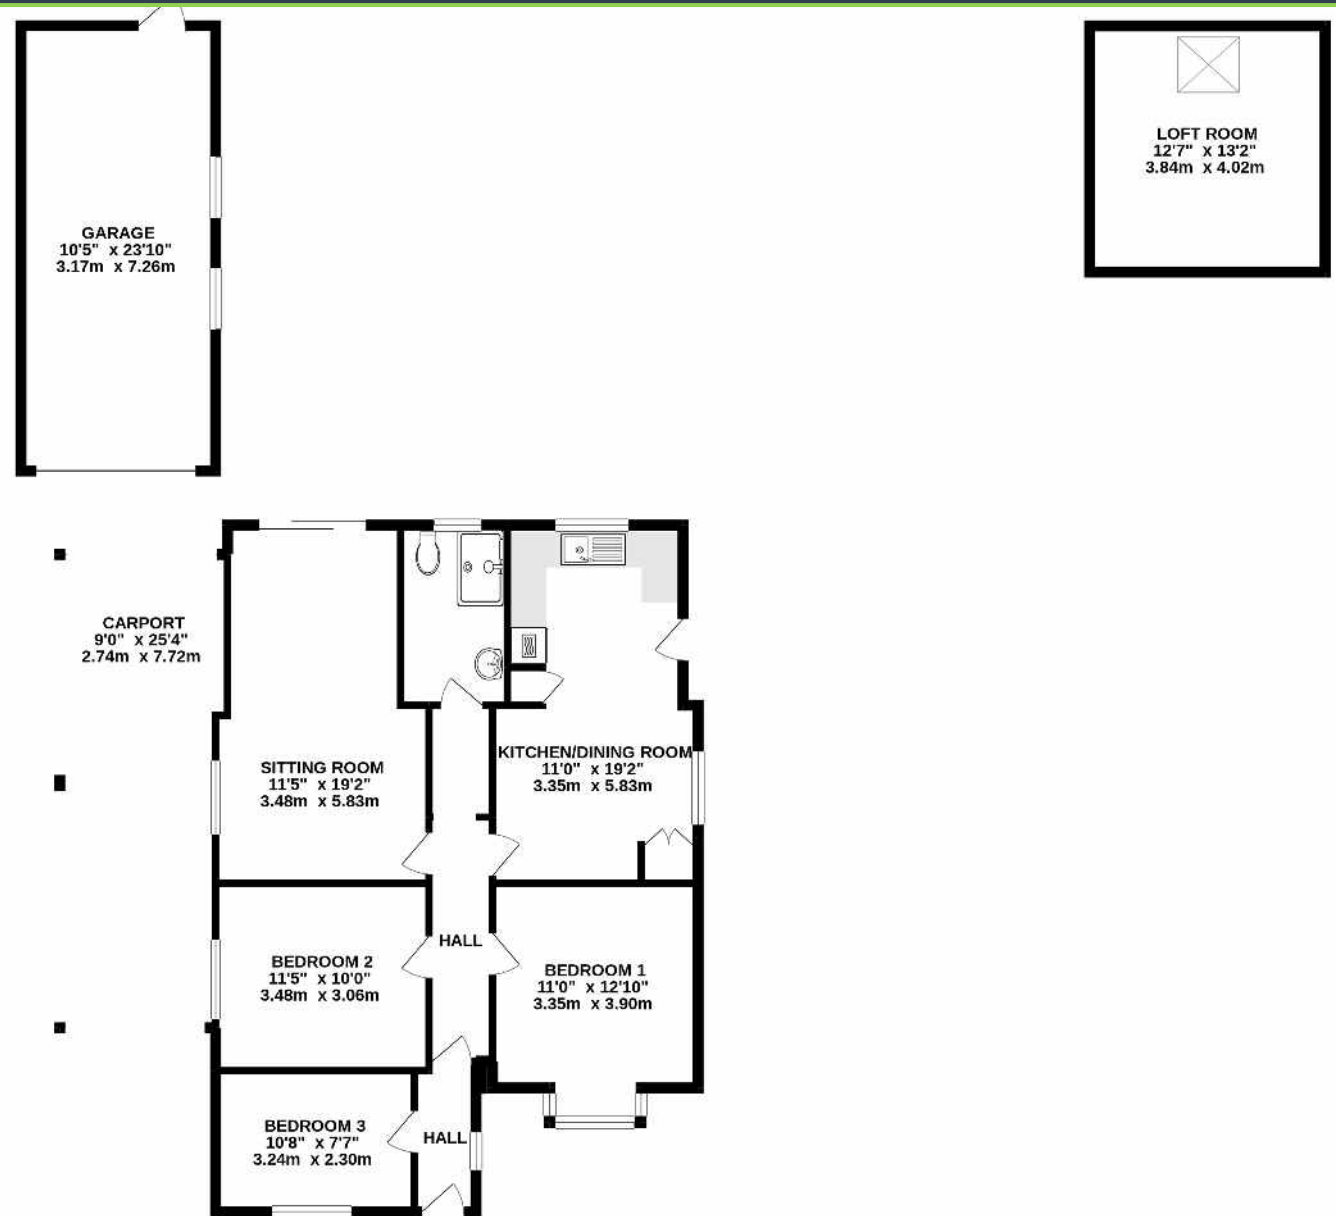 LOFT ROOM
12'7" x 13'2"
3.84m x 4.02m
GARAGE
10'5" x 23'10"
3.17m x 7.26m
CARPORT
9'0" x 25'4"
2.74m x 7.72m
KITCHEN/DINING ROOM
11'0" x 19'2"
3.35m x 5.83m
SITTING ROOM
11'5" x 19'2"
3.48m x 5.83m
HALL
BEDROOM 2
11'5" x 10'0"
3.48m x 3.06m
BEDROOM 1
11'0" x 12'10"
3.35m x 3.90m
BEDROOM 3
10'8" x 7'7"
3.24m x 2.30m
HALL